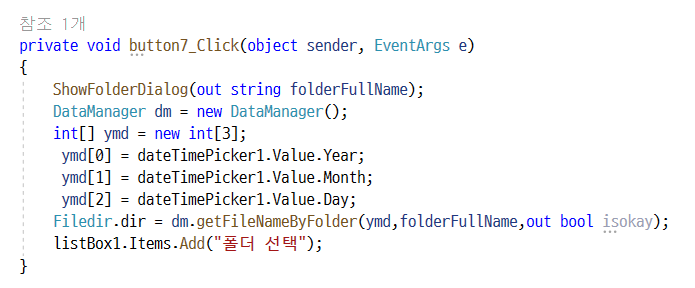 참조 1개
private void button7_Click(object sender, EventArgs e)
{
ShowFolderDialog(out string folderFullName);
DataManager dm = new DataManager();
int[] ymd = new int[3];
ymd[0] = dateTimePicker1.Value.Year;
ymd[1] = dateTimePicker1.Value.Month;
ymd[2] = dateTimePicker1.Value.Day;
Filedir.dir = dm.getFileNameByFolder(ymd,folderFullName,out bool isokay);
listBox1.Items.Add("폴더 선택");
}